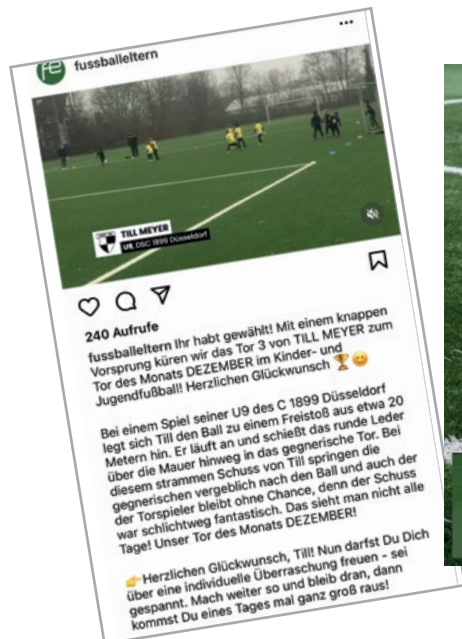 fe fussballeltern
...
TILL MEYER
U9, DSC 1899 Düsseldorf
240 Aufrufe
fussballeltern Ihr habt gewählt! Mit einem knappen
Vorsprung küren wir das Tor 3 von TILL MEYER zum
Tor des Monats DEZEMBER im Kinder- und
Jugendfußball! Herzlichen Glückwunsch 🏆😊
Bei einem Spiel seiner U9 des C 1899 Düsseldorf
legt sich Till den Ball zu einem Freistoß aus etwa 20
Metern hin. Er läuft an und schießt das runde Leder
über die Mauer hinweg in das gegnerische Tor. Bei
diesem strammen Schuss von Till springen die
gegnerischen vergeblich nach den Ball und auch der
der Torspieler bleibt ohne Chance, denn der Schuss
war schlichtweg fantastisch. Das sieht man nicht alle
Tage! Unser Tor des Monats DEZEMBER!
👉Herzlichen Glückwunsch, Till! Nun darfst Du Dich
über eine individuelle Überraschung freuen - sei
gespannt. Mach weiter so und bleib dran, dann
kommst Du eines Tages mal ganz groß raus!